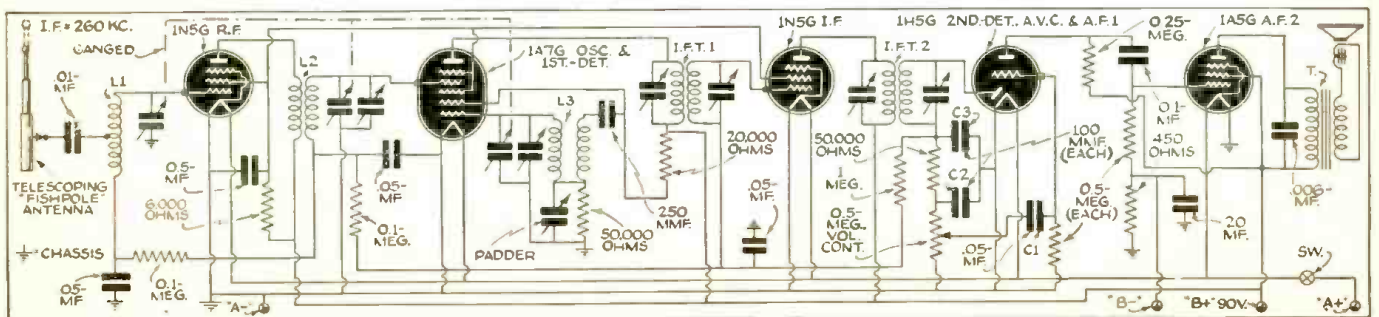 I.F. = 260 KC.
GANGED
1N5G R.F.
L2
1A7G OSC. &
1ST.-DET.
I.F.T.1
1N5G I.F.
I.F.T.2
1H5G 2ND.-DET., A.V.C. & A.F.1
0.25-
MEG.
1A5G A.F.2
.01-
MF.
L1
L3
C3
0.1-
MF.
T.
0.5-
MF.
.05-
MF.
20,000
OHMS
50,000
OHMS
1
MEG.
C2
100
MMF.
(EACH)
450 OHMS
TELESCOPING
"FISHPOLE"
ANTENNA
6,000
OHMS
0.1-
MEG.
PADDER
50,000
OHMS
250
MMF.
.05-
MF.
0.5-
MEG.,
VOL.
CONT.
.05-
MF.
C1
0.5-
MEG.
(EACH)
20
MF.
.006-
MF.
CHASSIS
.05-
MF.
0.1-
MEG.
"A-"
"B-"
"B+" 90V.
SW.
"A+"